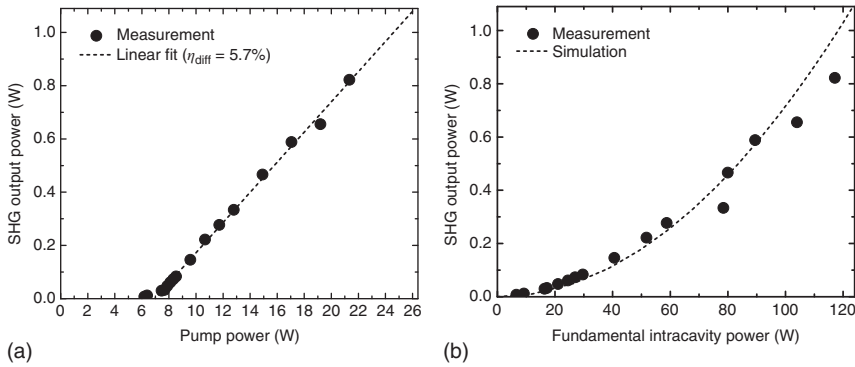 1.0
0.8
0.6
0.4
0.2
0.0
SHG output power (W)
Measurement
Linear fit (ηdiff = 5.7%)
0 2 4 6 8 10 12 14 16 18 20 22 24 26
Pump power (W)
(a)
1.0
0.8
0.6
0.4
0.2
0.0
SHG output power (W)
Measurement
Simulation
0 20 40 60 80 100 120
Fundamental intracavity power (W)
(b)